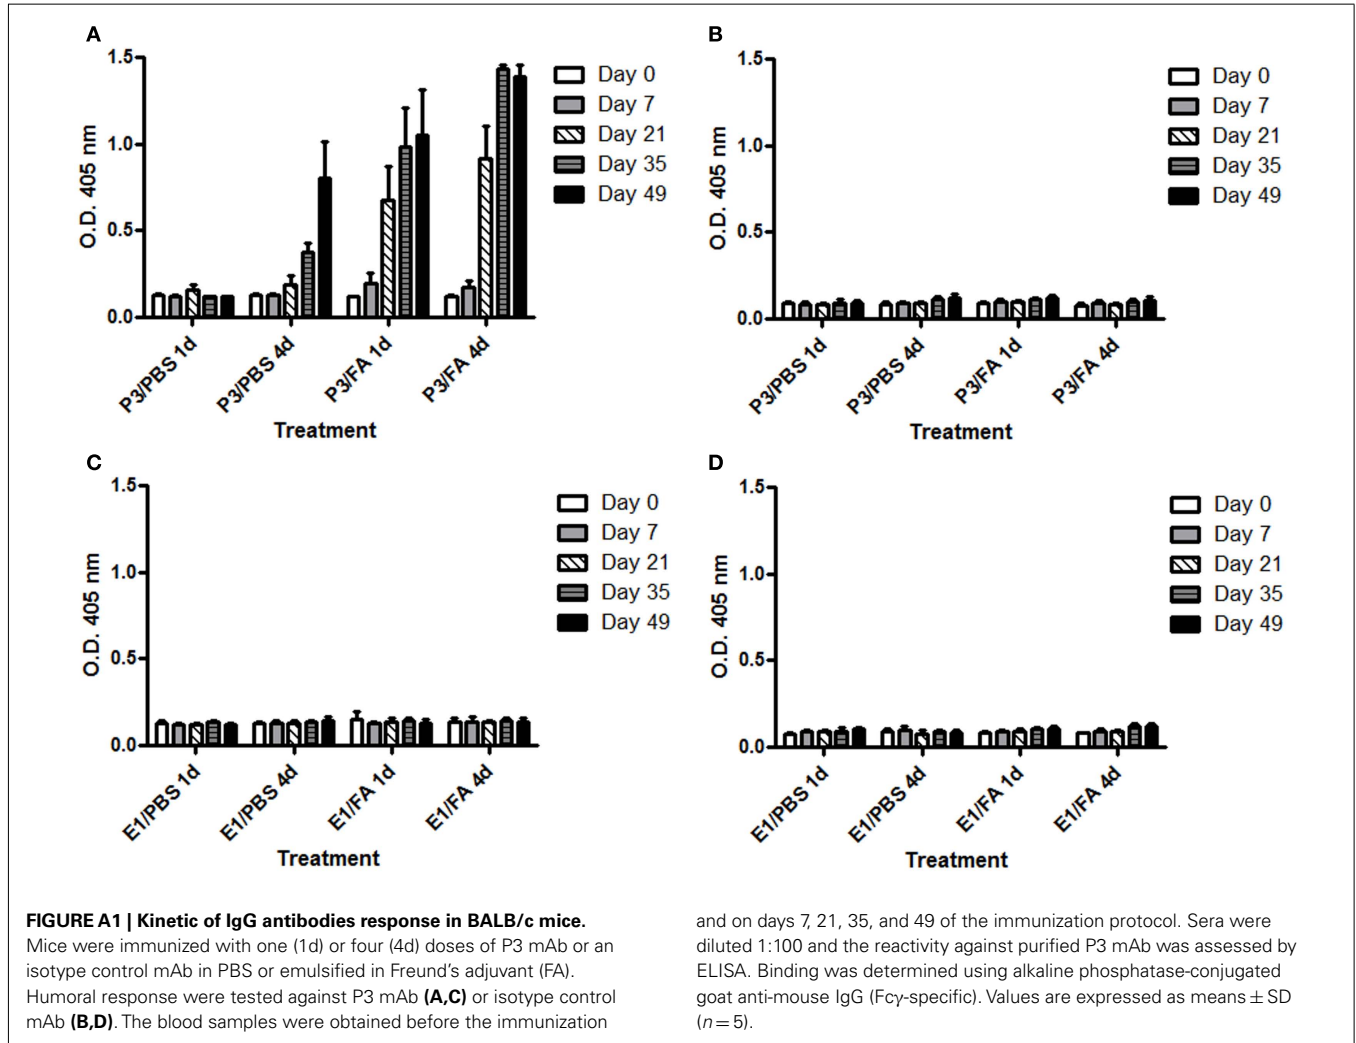 A
1.5
1.0
0.5
0.0
O.D. 405 nm
Day 0
Day 7
Day 21
Day 35
Day 49
P3/PBS 1d
P3/PBS 4d
P3/FA 1d
P3/FA 4d
Treatment
B
1.5
1.0
0.5
0.0
O.D. 405 nm
Day 0
Day 7
Day 21
Day 35
Day 49
P3/PBS 1d
P3/PBS 4d
P3/FA 1d
P3/FA 4d
Treatment
C
1.5
1.0
0.5
0.0
O.D. 405 nm
Day 0
Day 7
Day 21
Day 35
Day 49
E1/PBS 1d
E1/PBS 4d
E1/FA 1d
E1/FA 4d
Treatment
D
1.5
1.0
0.5
0.0
O.D. 405 nm
Day 0
Day 7
Day 21
Day 35
Day 49
E1/PBS 1d
E1/PBS 4d
E1/FA 1d
E1/FA 4d
Treatment
FIGURE A1 | Kinetic of IgG antibodies response in BALB/c mice.
Mice were immunized with one (1d) or four (4d) doses of P3 mAb or an
isotype control mAb in PBS or emulsified in Freund's adjuvant (FA).
Humoral response were tested against P3 mAb (A,C) or isotype control
mAb (B,D). The blood samples were obtained before the immunization
and on days 7, 21, 35, and 49 of the immunization protocol. Sera were
diluted 1:100 and the reactivity against purified P3 mAb was assessed by
ELISA. Binding was determined using alkaline phosphatase-conjugated
goat anti-mouse IgG (Fcγ-specific). Values are expressed as means ± SD
(n = 5).